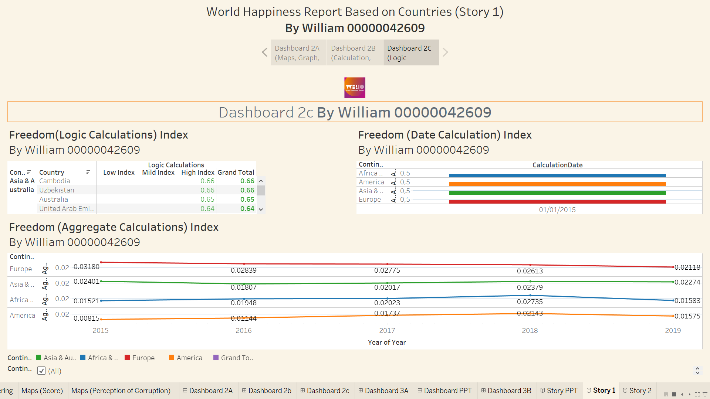 World Happiness Report Based on Countries (Story 1)
By William 00000042609
Dashboard 2A (Maps, Graph,
Dashboard 2B (Calculation,
Dashboard 2c (Logic
Dashboard 2c By William 00000042609
Freedom(Logic Calculations) Index
By William 00000042609
Logic Calculations
Con.. Country Low Index Mild Index High Index Grand Total
Asia & A ustralia
Cambodia 0.66 0.66
Uzbekistan 0.66 0.66
Australia 0.65 0.65
United Arab Emi... 0.64 0.64
Freedom (Date Calculation) Index
By William 00000042609
Contin.. CalculationDate
Africa .. 0,5
America 0,5
Asia & .. 0,5
Europe 0,5
01/01/2015
Freedom (Aggregate Calculations) Index
By William 00000042609
Contin..
Europe Ag.. 0.02 0.03180 0.02839 0.02775 0.02613 0.02118
Asia &.. Ag.. 0.02 0.02401 0.01807 0.02017 0.02379 0.02274
Africa.. Ag.. 0.02 0.01521 0.01948 0.02023 0.02735 0.01588
America Ag.. 0.02 0.00815 0.01144 0.01737 0.02143 0.01575
2015 2016 2017 2018 2019
Year of Year
Contin.. Asia & Au.. Africa &.. Europe America Grand To..
Contin.. (All)
ering Maps (Score) Maps (Perception of Corruption) Dashboard 2A Dashboard 2b Dashboard 2c Dashboard 3A Dashboard PPT Dashboard 3B Story PPT Story 1 Story 2